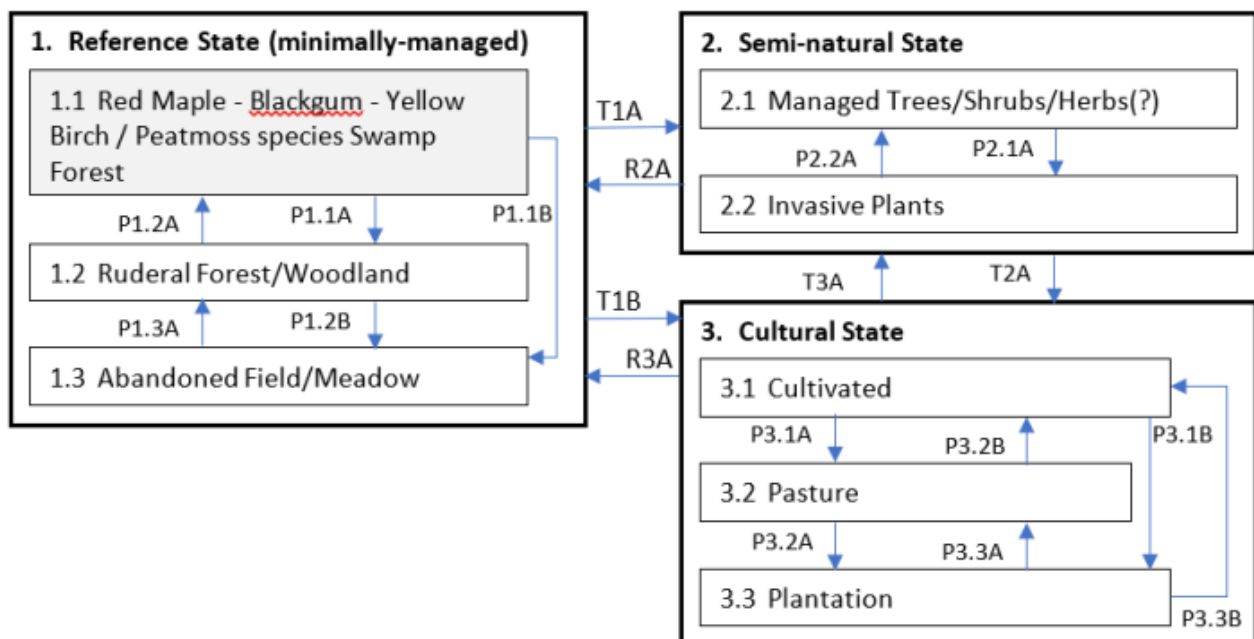 1. Reference State (minimally-managed)
1.1 Red Maple - Blackgum - Yellow
Birch / Peatmoss species Swamp
Forest
P1.2A
P1.1A
P1.1B
1.2 Ruderal Forest/Woodland
P1.3A
P1.2B
1.3 Abandoned Field/Meadow
T1A
R2A
T1B
R3A
2. Semi-natural State
2.1 Managed Trees/Shrubs/Herbs(?)
P2.2A
P2.1A
2.2 Invasive Plants
T3A
T2A
3. Cultural State
3.1 Cultivated
P3.1A
P3.2B
P3.1B
3.2 Pasture
P3.2A
P3.3A
3.3 Plantation
P3.3B